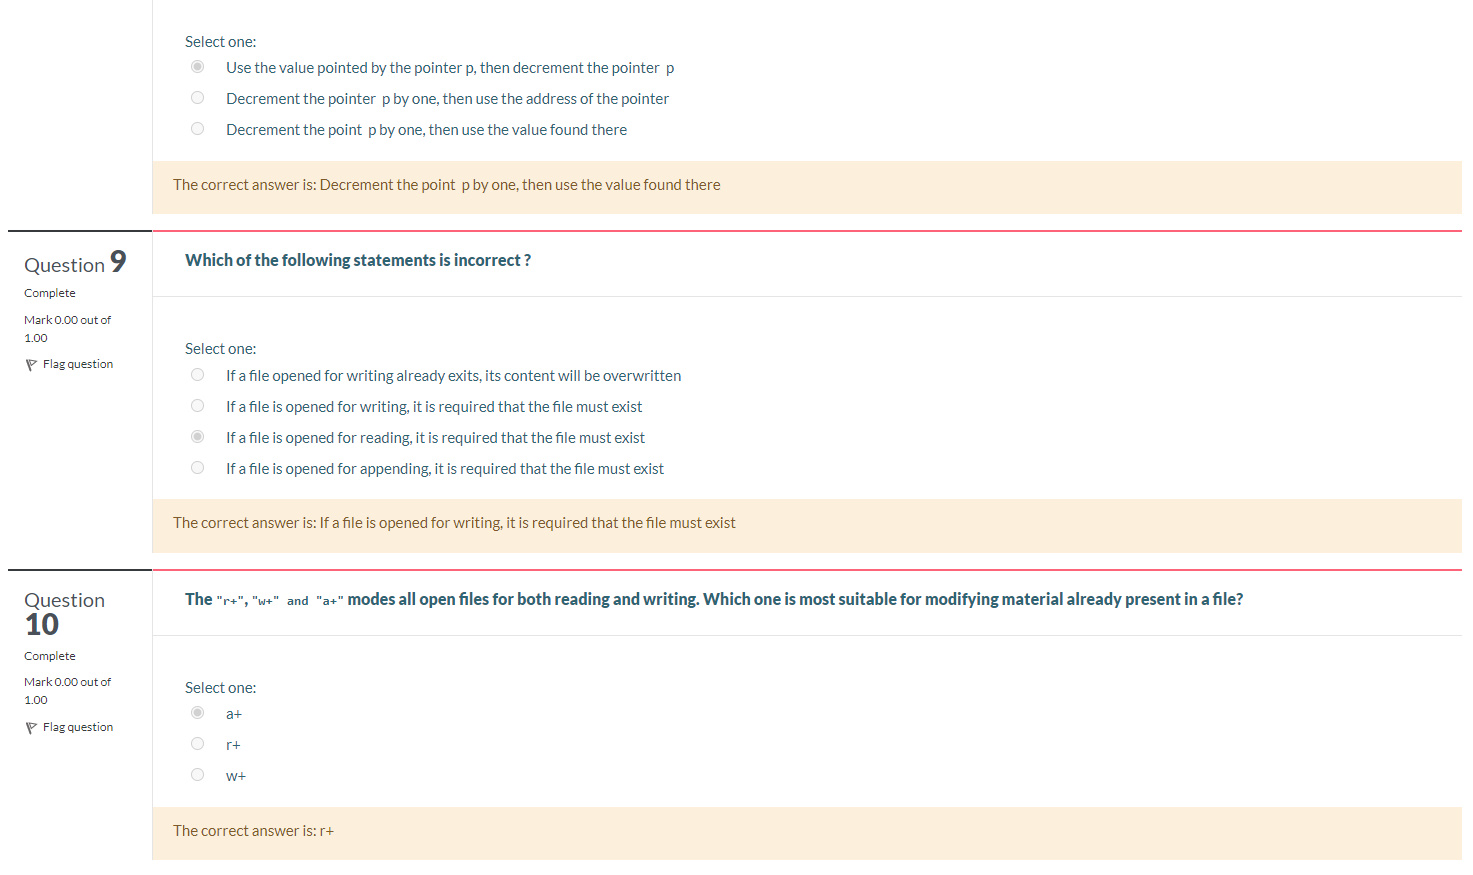 Select one:
Use the value pointed by the pointer p, then decrement the pointer p
Decrement the pointer p by one, then use the address of the pointer
Decrement the point p by one, then use the value found there
The correct answer is: Decrement the point p by one, then use the value found there
Question 9
Complete
Mark 0.00 out of
1.00
Flag question
Which of the following statements is incorrect ?
Select one:
If a file opened for writing already exits, its content will be overwritten
If a file is opened for writing, it is required that the file must exist
If a file is opened for reading, it is required that the file must exist
If a file is opened for appending, it is required that the file must exist
The correct answer is: If a file is opened for writing, it is required that the file must exist
Question
10
Complete
Mark 0.00 out of
1.00
Flag question
The "r+", "w+" and "a+" modes all open files for both reading and writing. Which one is most suitable for modifying material already present in a file?
Select one:
a+
r+
w+
The correct answer is: r+